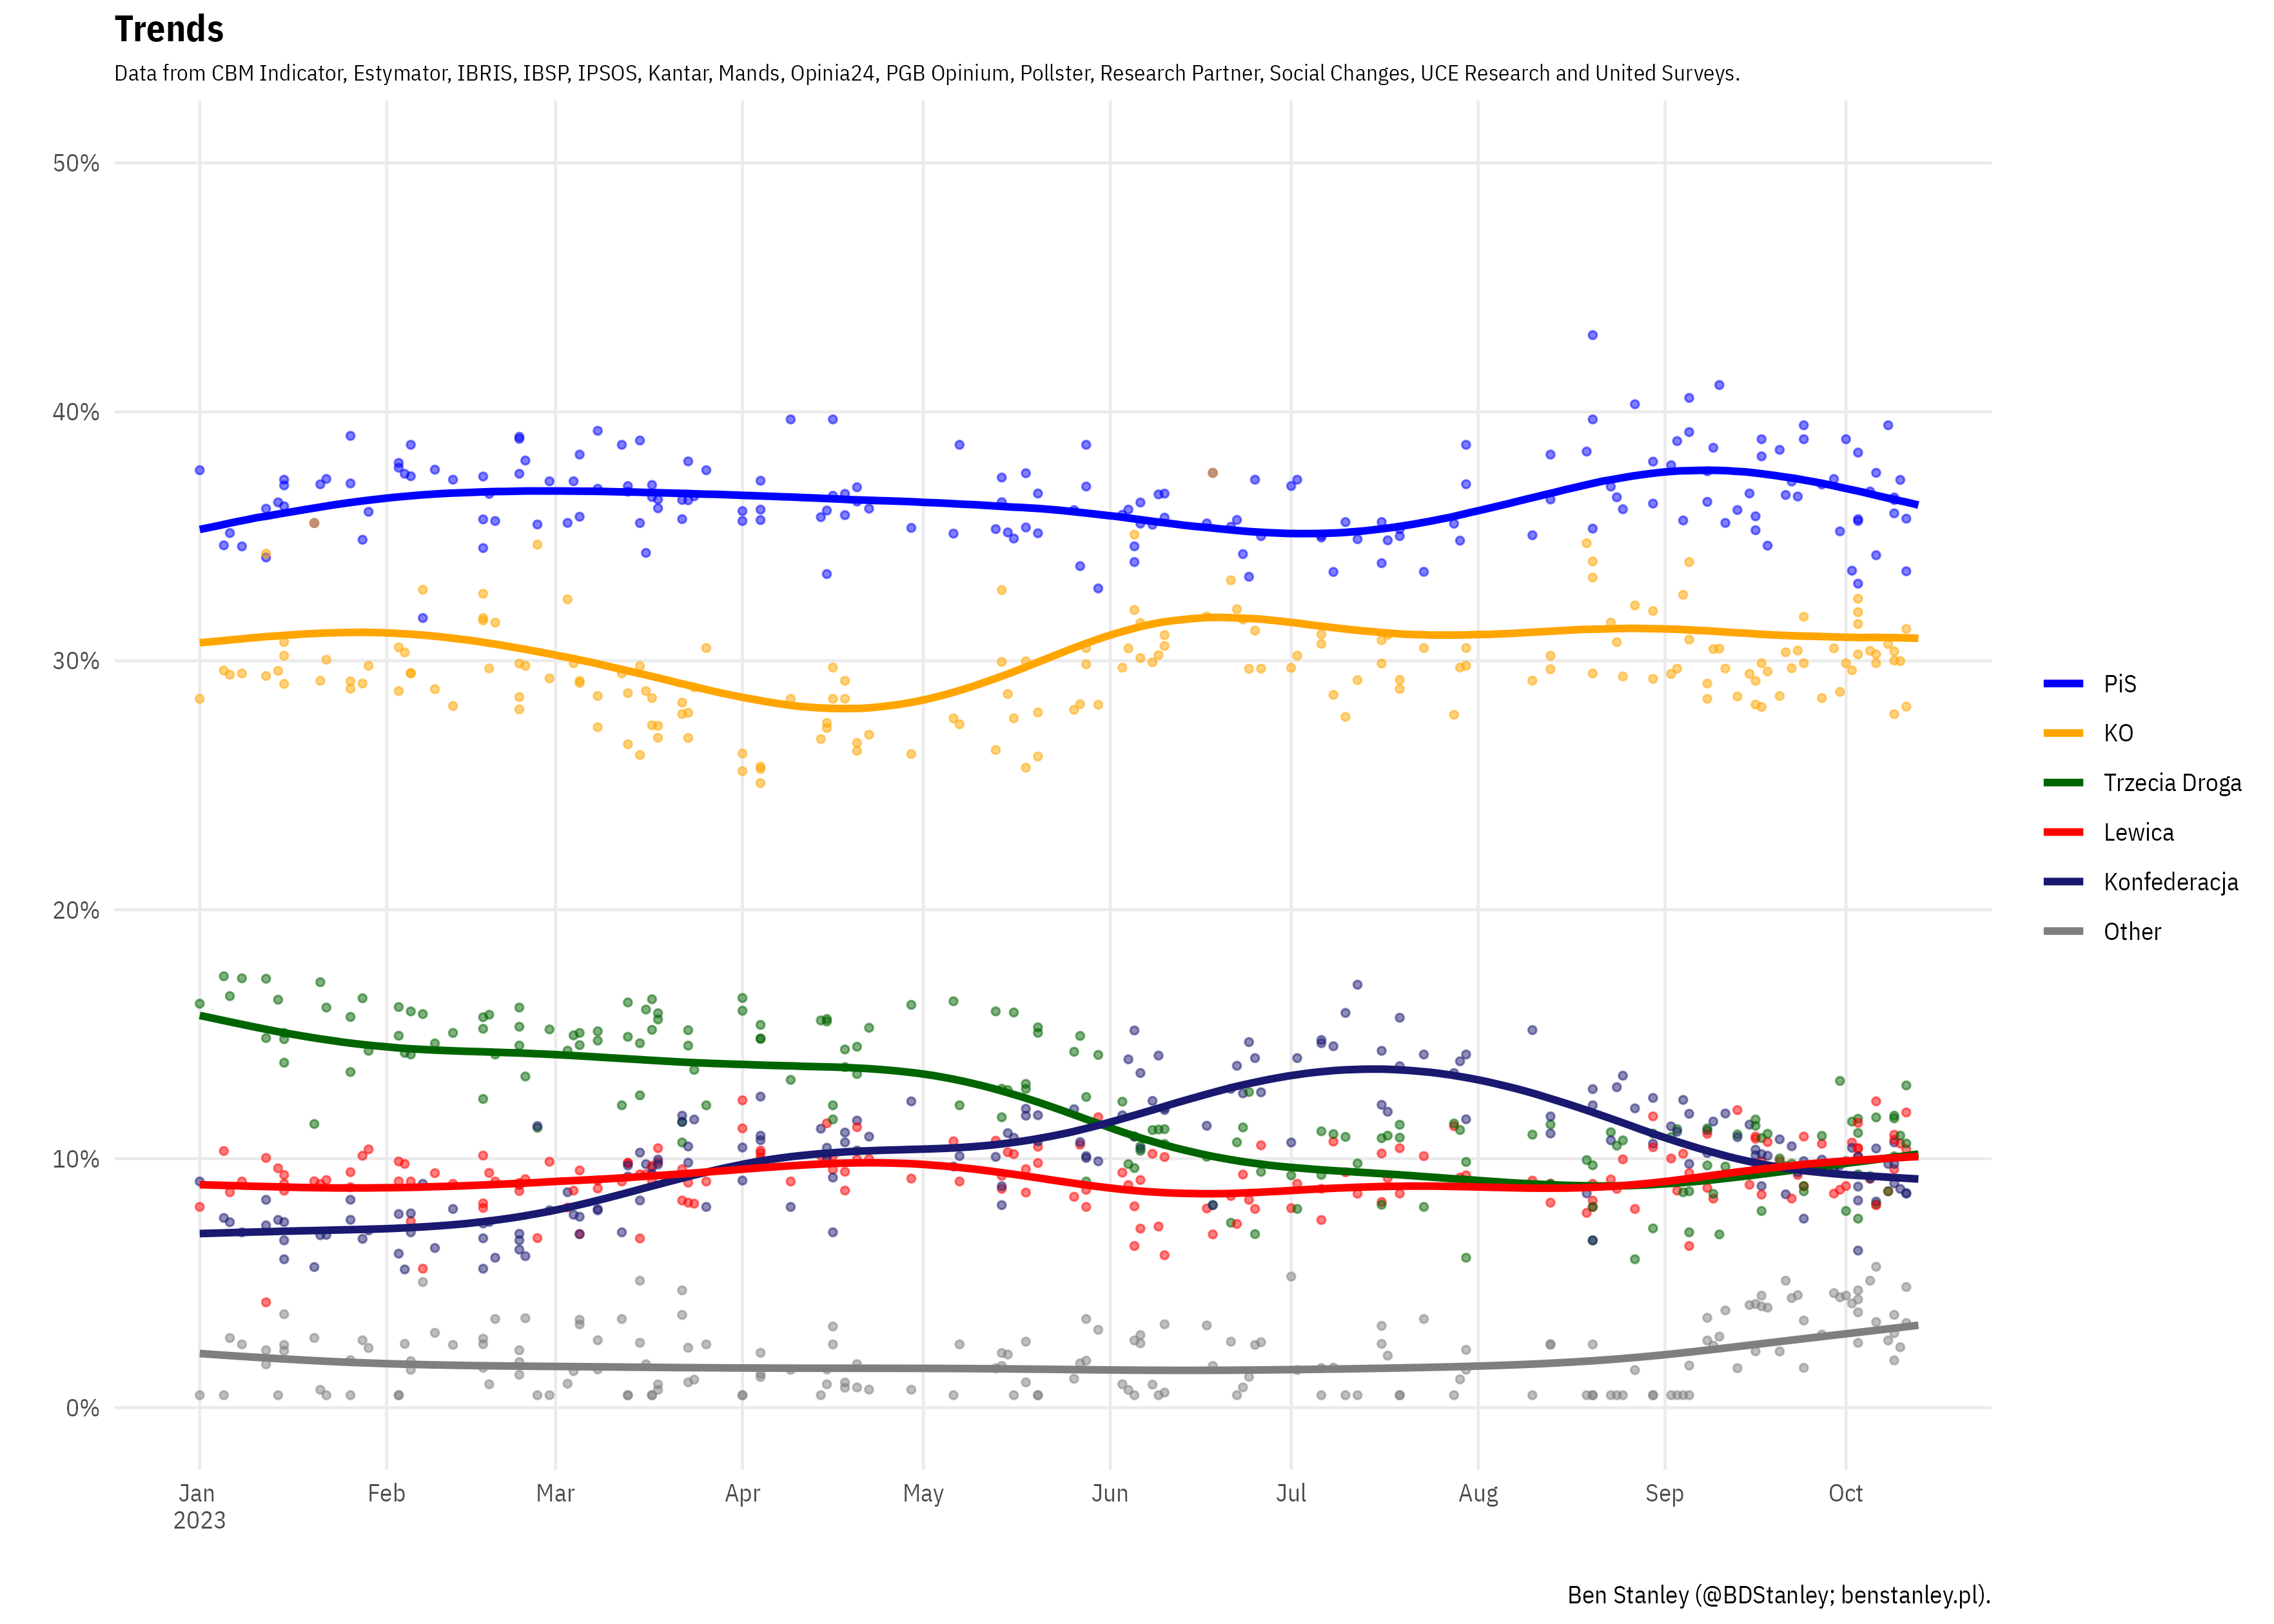 Trends
Data from CBM Indicator, Estymator, IBRIS, IBSP, IPSOS, Kantar, Mands, Opinia24, PGB Opinium, Pollster, Research Partner, Social Changes, UCE Research and United Surveys.
50%
40%
30%
20%
10%
0%
Jan Feb Mar Apr May Jun Jul Aug Sep Oct
2023
PiS
KO
Trzecia Droga
Lewica
Konfederacja
Other
Ben Stanley (@BDStanley; benstanley.pl).